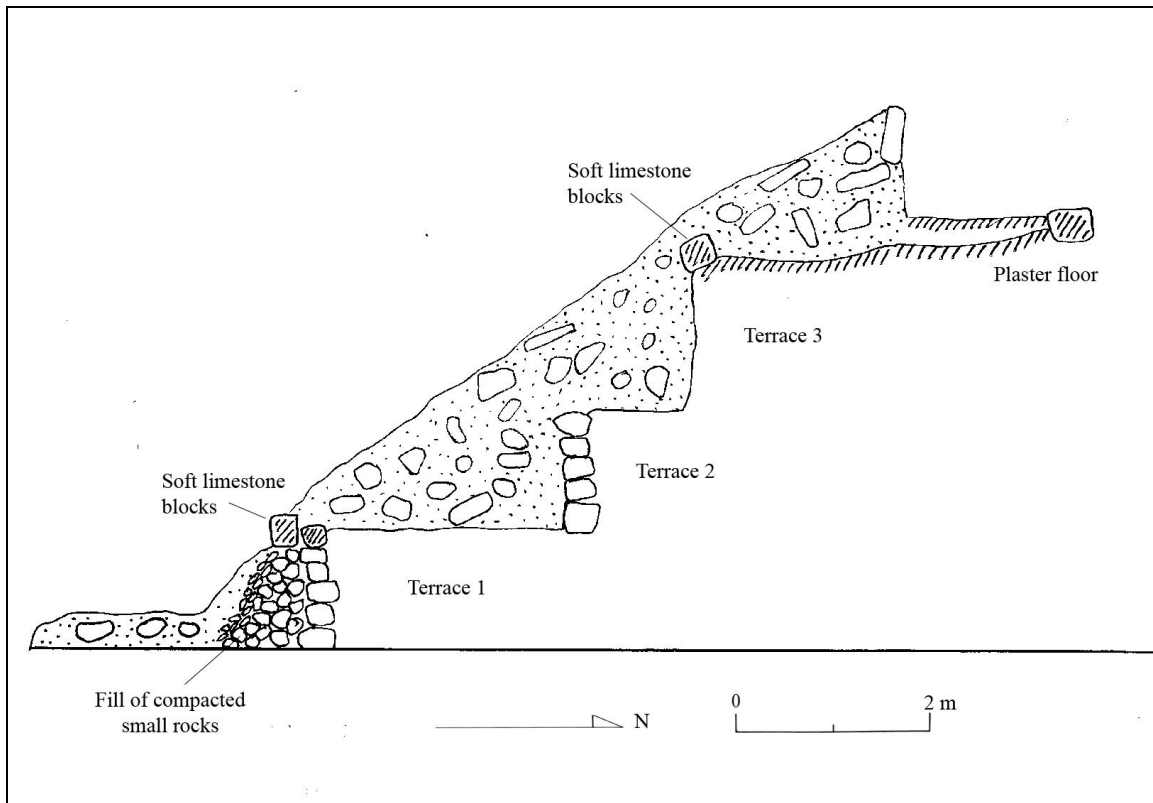 Soft limestone
blocks
Plaster floor
Terrace 3
Terrace 2
Soft limestone
blocks
Terrace 1
Fill of compacted
small rocks
N
0
2 m